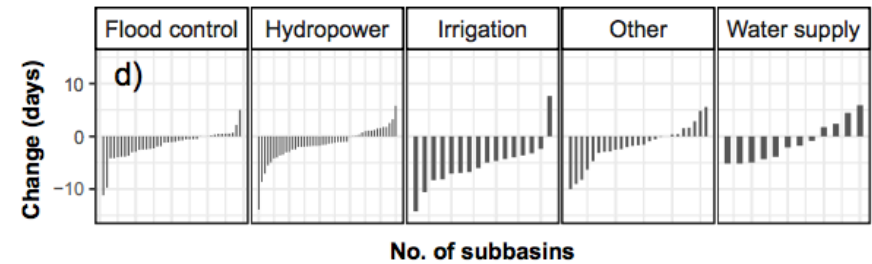 Flood control
Hydropower
Irrigation
Other
Water supply
d)
Change (days)
10
0
−10
No. of subbasins